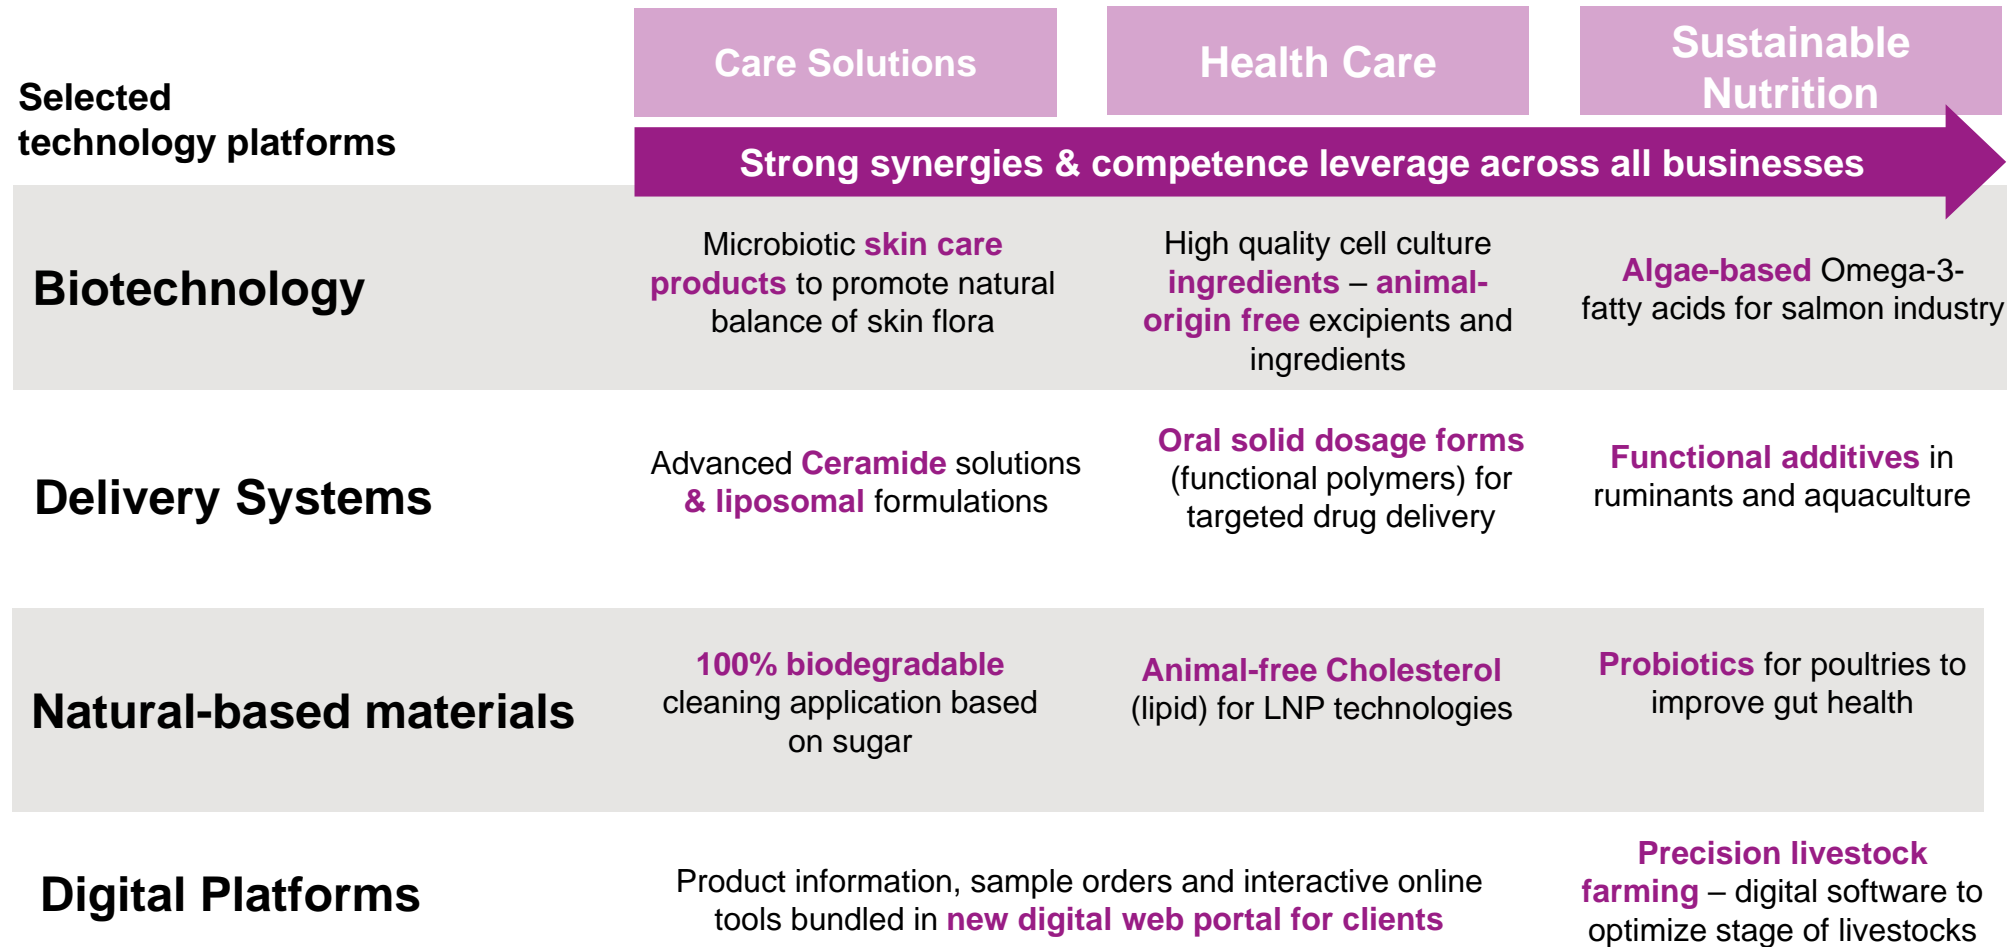 Selected
technology platforms
Care Solutions
Health Care
Sustainable
Nutrition
Strong synergies & competence leverage across all businesses
Biotechnology
Microbiotic skin care
products to promote natural
balance of skin flora
High quality cell culture
ingredients – animal-
origin free excipients and
ingredients
Algae-based Omega-3-
fatty acids for salmon industry
Delivery Systems
Advanced Ceramide solutions
& liposomal formulations
Oral solid dosage forms
(functional polymers) for
targeted drug delivery
Functional additives in
ruminants and aquaculture
Natural-based materials
100% biodegradable
cleaning application based
on sugar
Animal-free Cholesterol
(lipid) for LNP technologies
Probiotics for poultries to
improve gut health
Digital Platforms
Product information, sample orders and interactive online
tools bundled in new digital web portal for clients
Precision livestock
farming – digital software to
optimize stage of livestocks